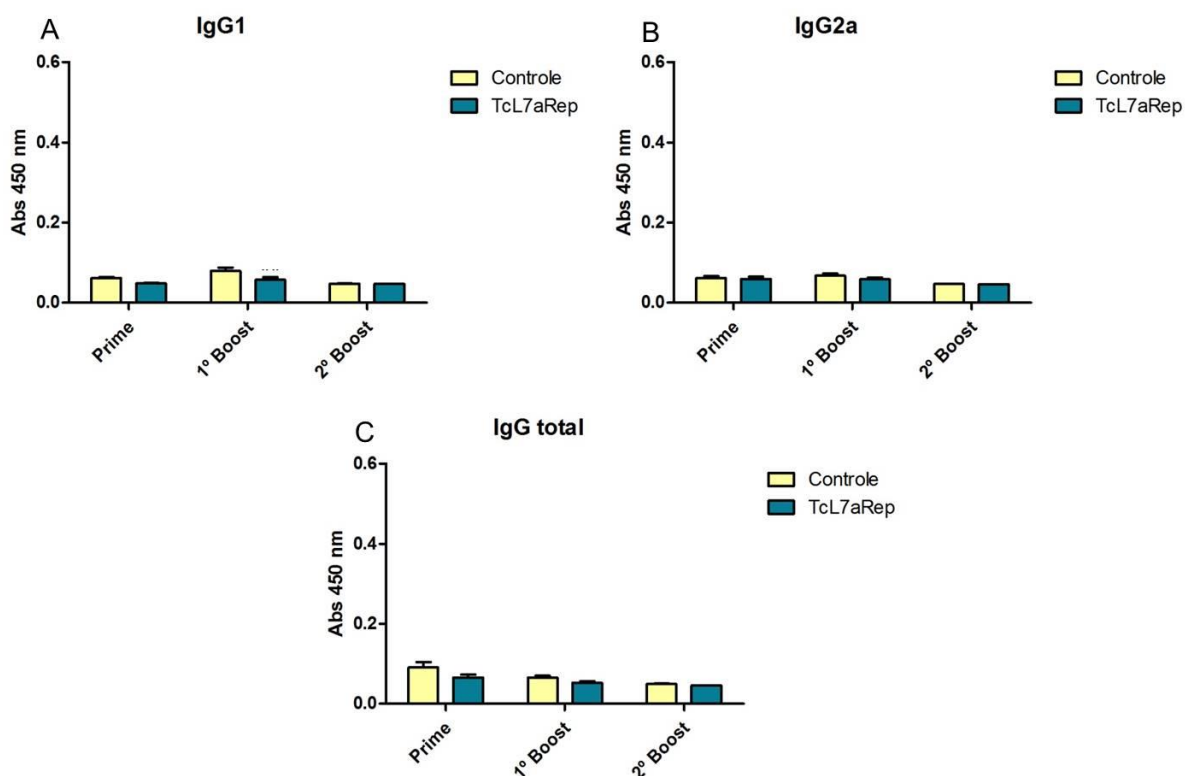 A
IgG1
0.6
0.4
0.2
0.0
Abs 450 nm
Controle
TcL7aRep
Prime
1º Boost
2º Boost
B
IgG2a
0.6
0.4
0.2
0.0
Abs 450 nm
Controle
TcL7aRep
Prime
1º Boost
2º Boost
C
IgG total
0.6
0.4
0.2
0.0
Abs 450 nm
Controle
TcL7aRep
Prime
1º Boost
2º Boost